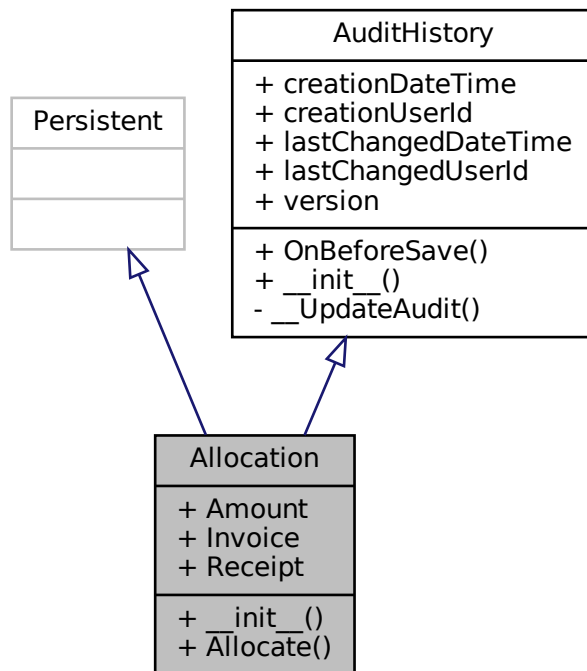 Persistent
AuditHistory
+ creationDateTime
+ creationUserId
+ lastChangedDateTime
+ lastChangedUserId
+ version
+ OnBeforeSave()
+ __init__()
- __UpdateAudit()
Allocation
+ Amount
+ Invoice
+ Receipt
+ __init__()
+ Allocate()